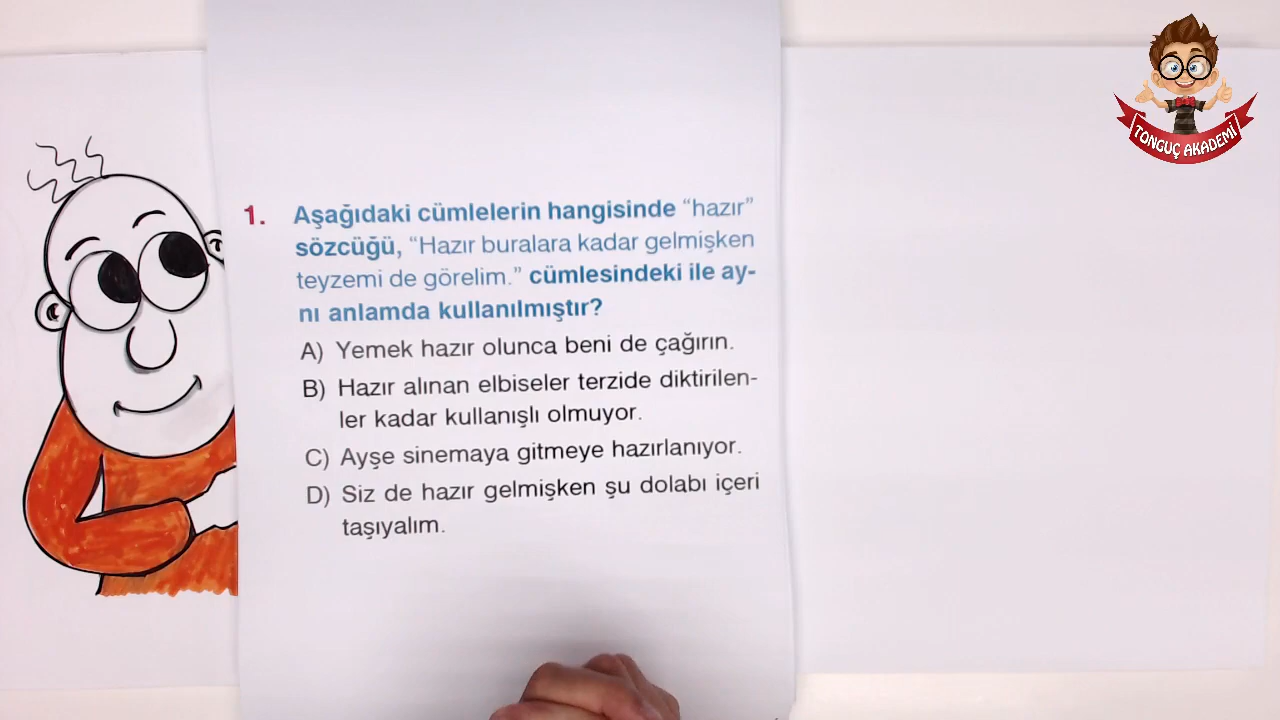 TONGUÇ AKADEMİ
1. Aşağıdaki cümlelerin hangisinde “hazır”
sözcüğü, “Hazır buralara kadar gelmişken
teyzemi de görelim.” cümlesindeki ile ay-
nı anlamda kullanılmıştır?
A) Yemek hazır olunca beni de çağırın.
B) Hazır alınan elbiseler terzide diktirilen-
ler kadar kullanışlı olmuyor.
C) Ayşe sinemaya gitmeye hazırlanıyor.
D) Siz de hazır gelmişken şu dolabı içeri
taşıyalım.